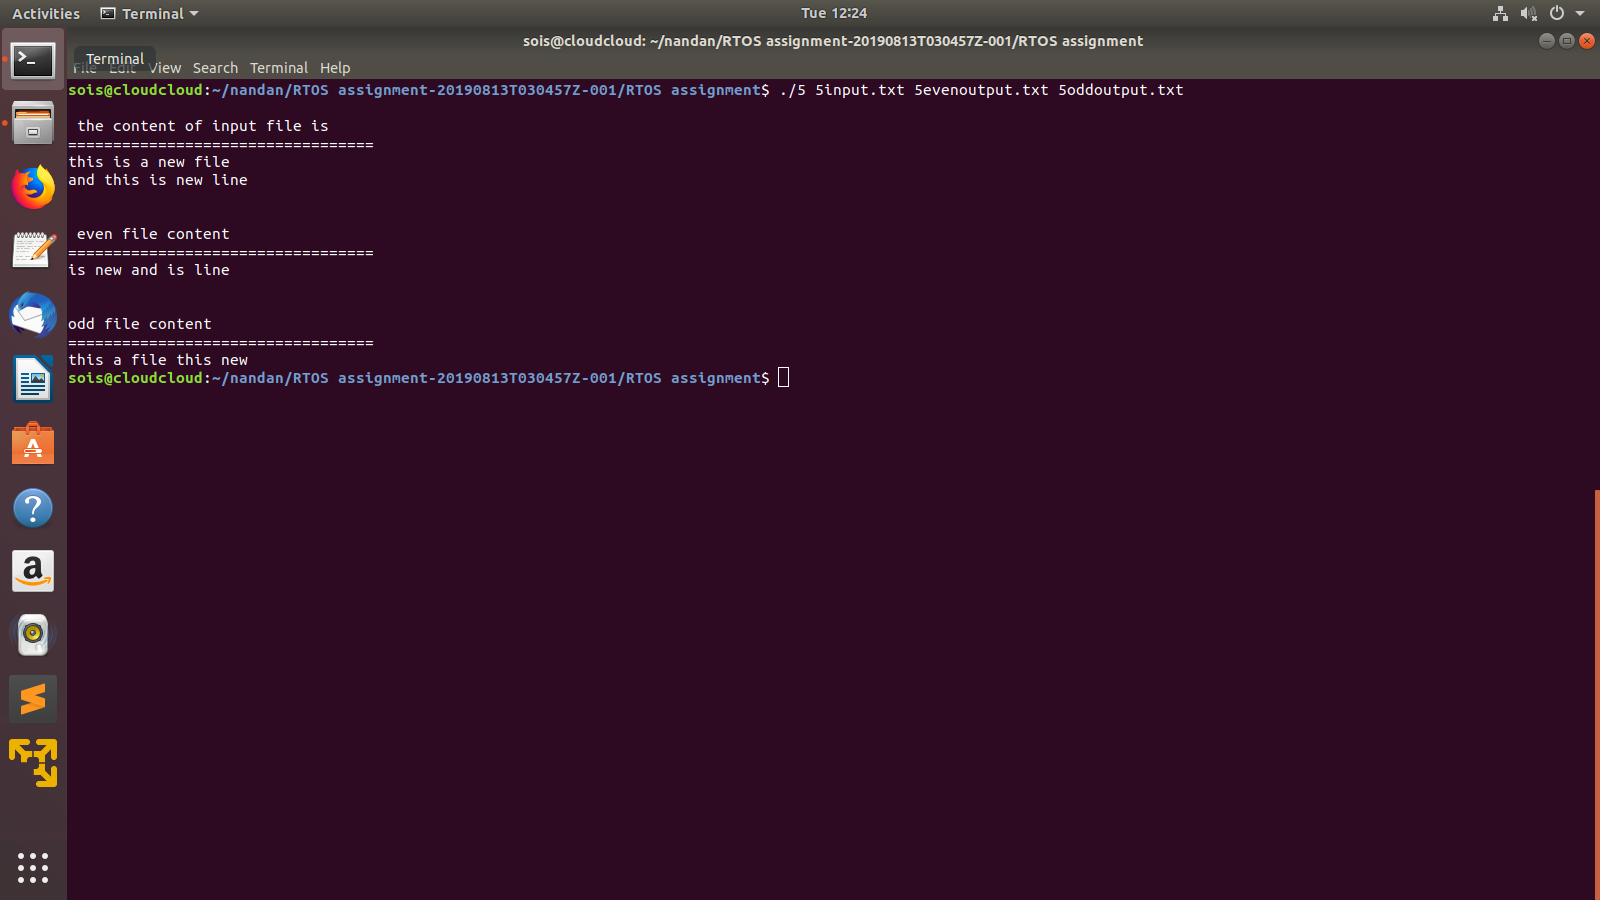 Activities Terminal Tue 12:24
sois@cloudcloud: ~/nandan/RTOS assignment-20190813T030457Z-001/RTOS assignment
Terminal
File Edit View Search Terminal Help
sois@cloudcloud:~/nandan/RTOS assignment-20190813T030457Z-001/RTOS assignment$ ./5 5input.txt 5evenoutput.txt 5oddoutput.txt
the content of input file is
==================================
this is a new file
and this is new line
even file content
==================================
is new and is line
odd file content
==================================
this a file this new
sois@cloudcloud:~/nandan/RTOS assignment-20190813T030457Z-001/RTOS assignment$